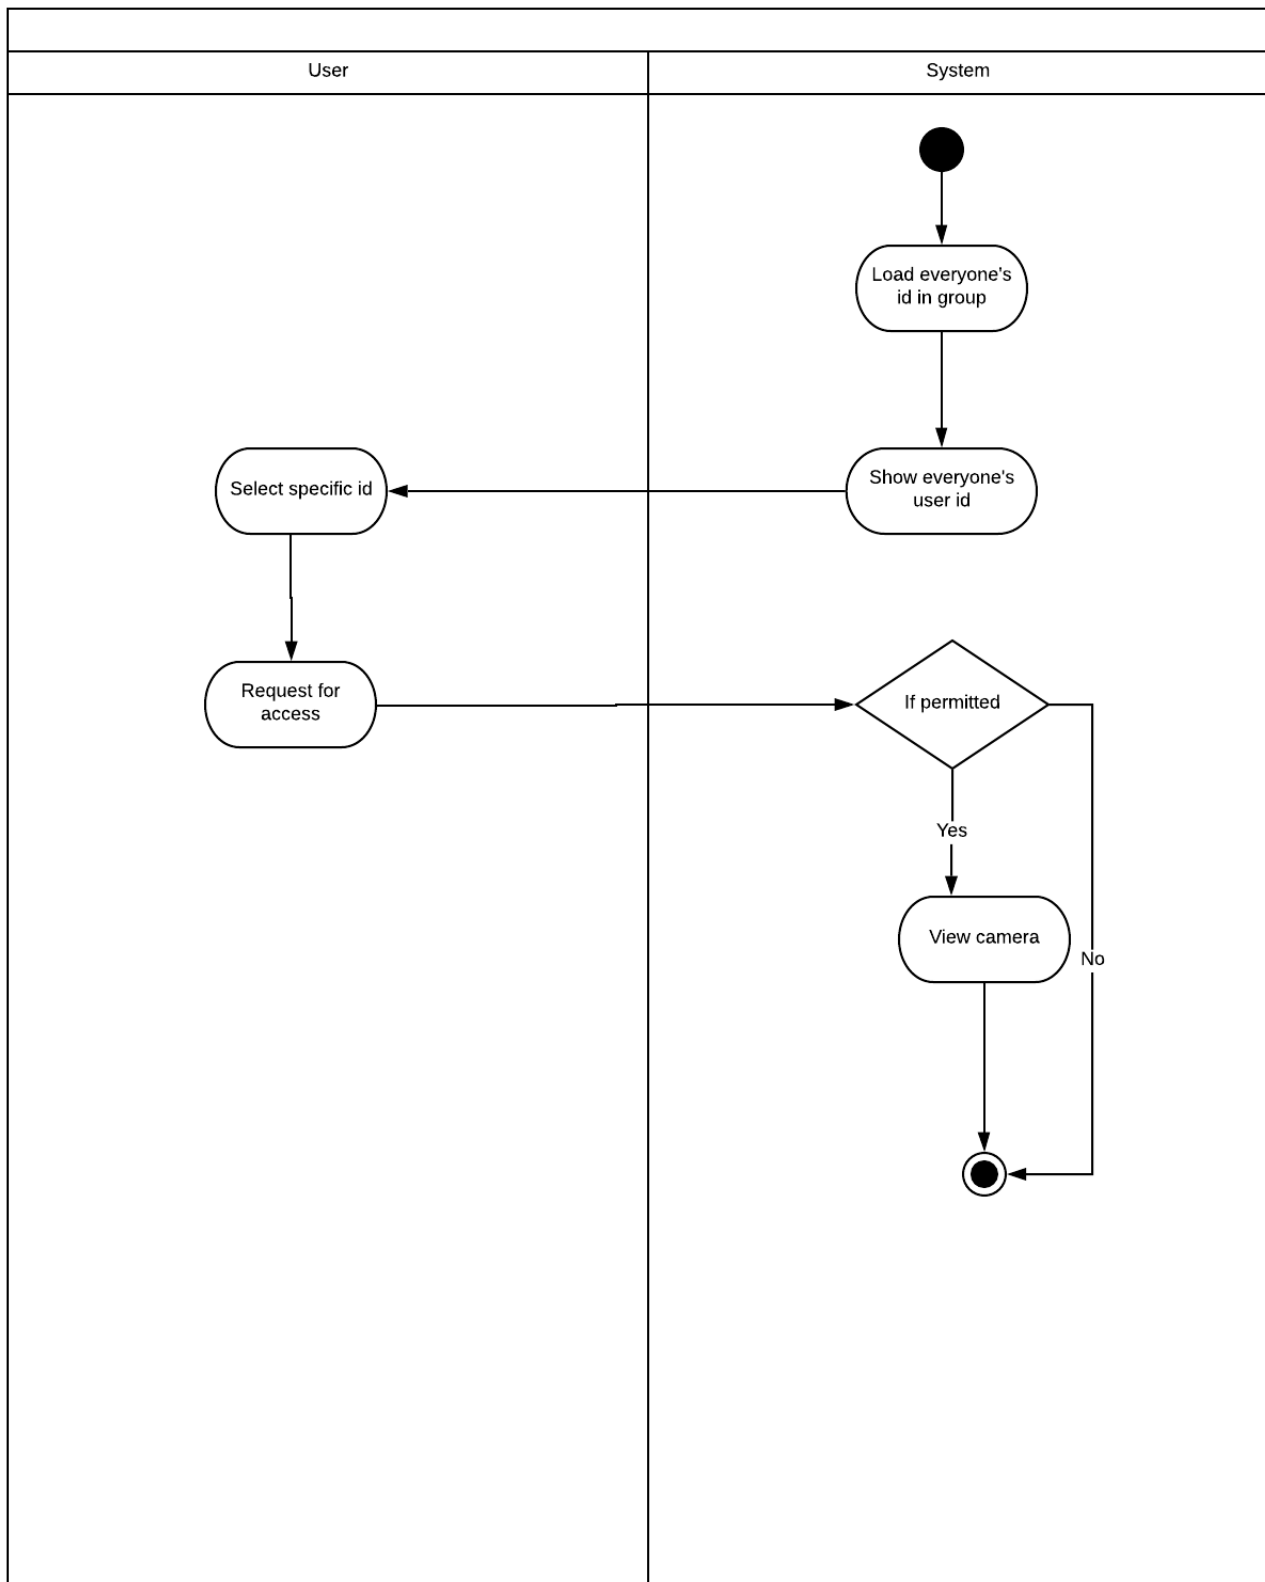 User
System
Load everyone's
id in group
Select specific id
Show everyone's
user id
Request for
access
If permitted
Yes
View camera
No